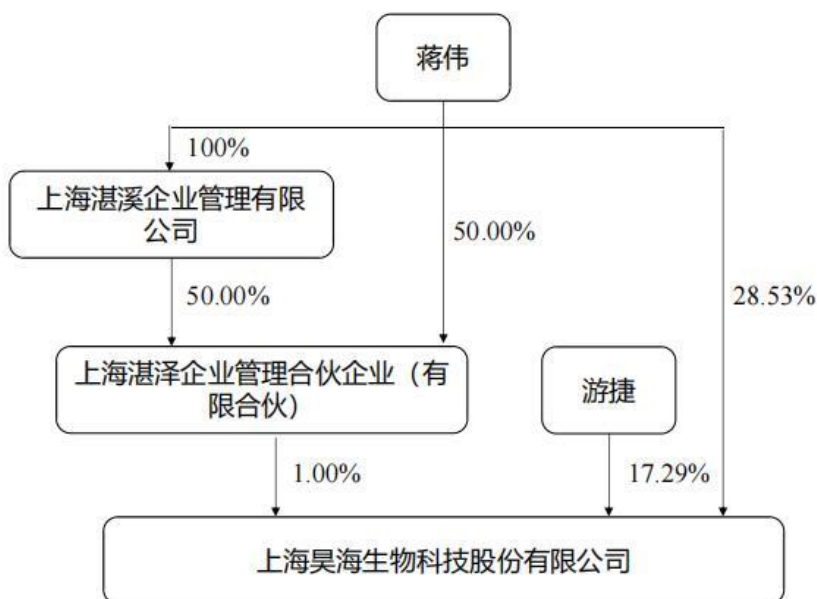 蒋伟
100%
上海湛溪企业管理有限
公司
50.00%
50.00%
28.53%
上海湛泽企业管理合伙企业（有
限合伙）
游捷
1.00%
17.29%
上海昊海生物科技股份有限公司